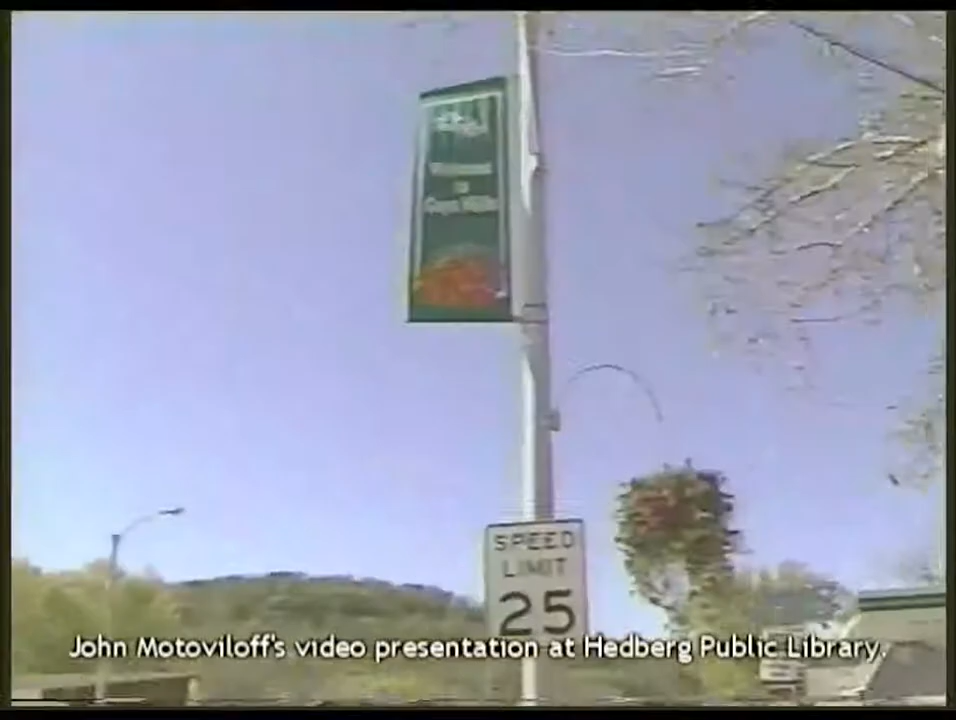 SPEED
LIMIT
25
John Motoviloff's video presentation at Hedberg Public Library.